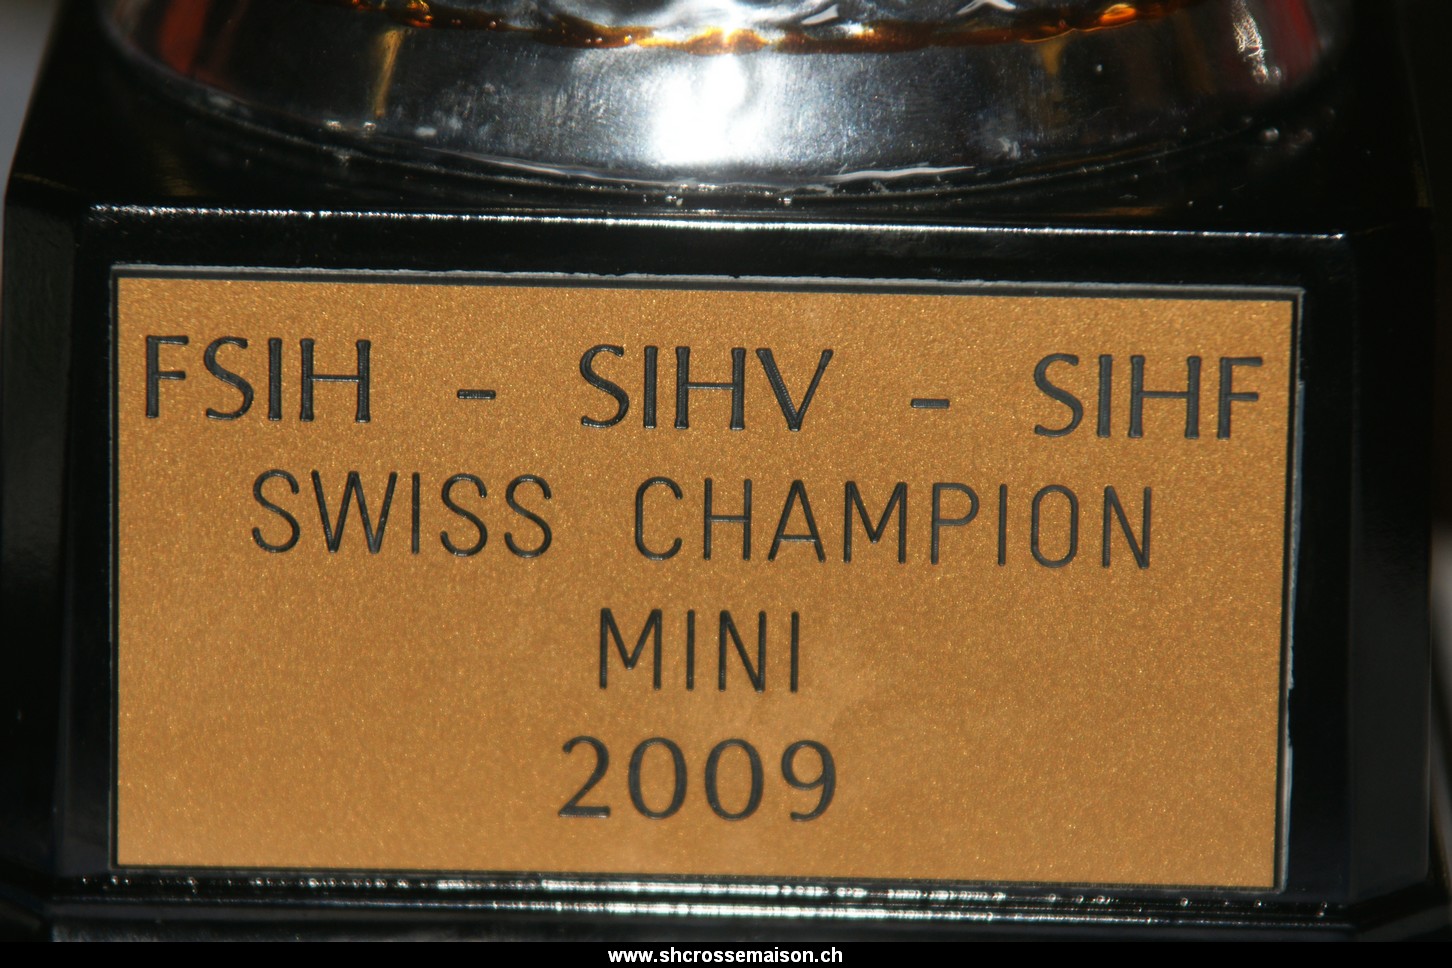 FSIH - SIHV - SIHF
SWISS CHAMPION
MINI
2009
www.shcrossemaison.ch